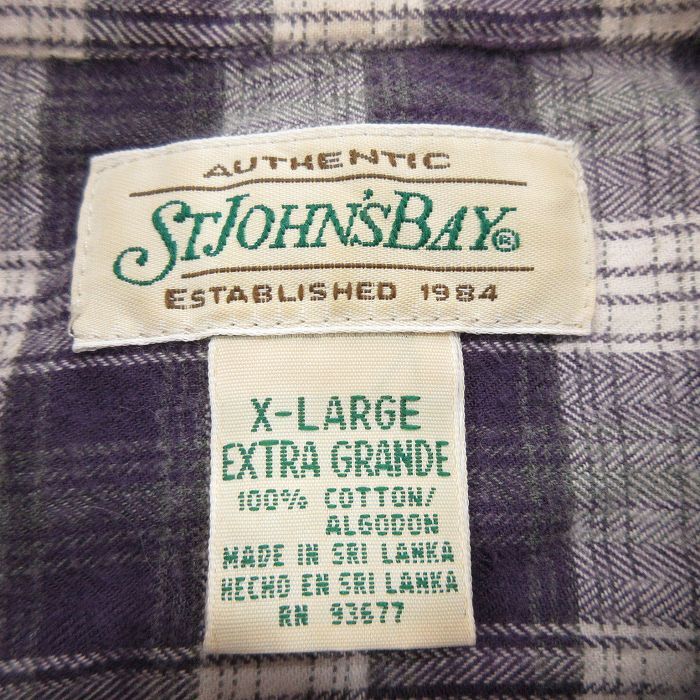 AUTHENTIC
ST.JOHN'S BAY®
ESTABLISHED 1984
X-LARGE
EXTRA GRANDE
100% COTTON/
ALGODON
MADE IN SRI LANKA
HECHO EN SRI LANKA
RN 93677